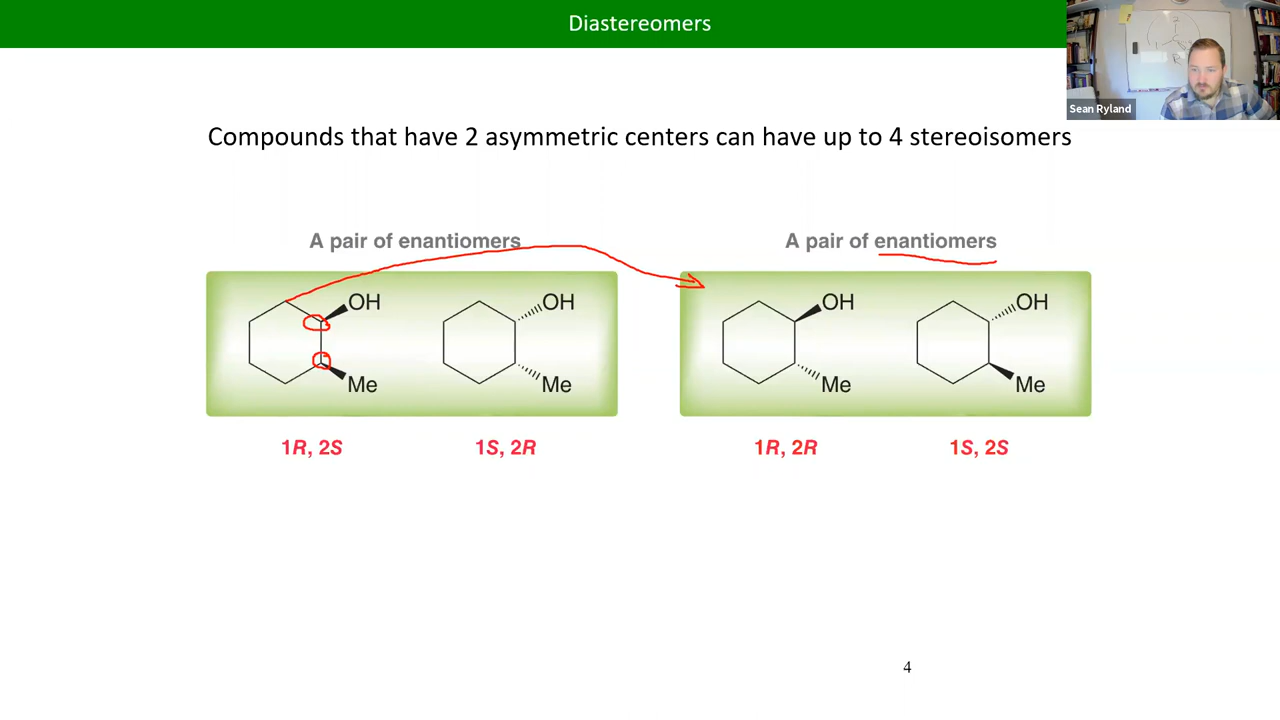 Diastereomers
Sean Ryland
Compounds that have 2 asymmetric centers can have up to 4 stereoisomers
A pair of enantiomers
A pair of enantiomers
OH
OH
OH
OH
Me
Me
Me
Me
1R, 2S
1S, 2R
1R, 2R
1S, 2S
4